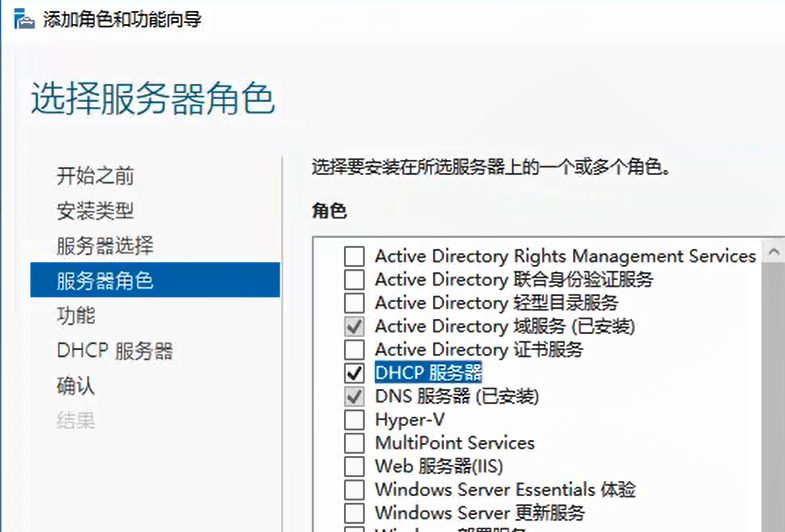 添加角色和功能向导
选择服务器角色
开始之前
安装类型
服务器选择
服务器角色
功能
DHCP 服务器
确认
结果
选择要安装在所选服务器上的一个或多个角色。
角色
Active Directory Rights Management Services
Active Directory 联合身份验证服务
Active Directory 轻型目录服务
Active Directory 域服务 (已安装)
Active Directory 证书服务
DHCP 服务器
DNS 服务器 (已安装)
Hyper-V
MultiPoint Services
Web 服务器(IIS)
Windows Server Essentials 体验
Windows Server 更新服务